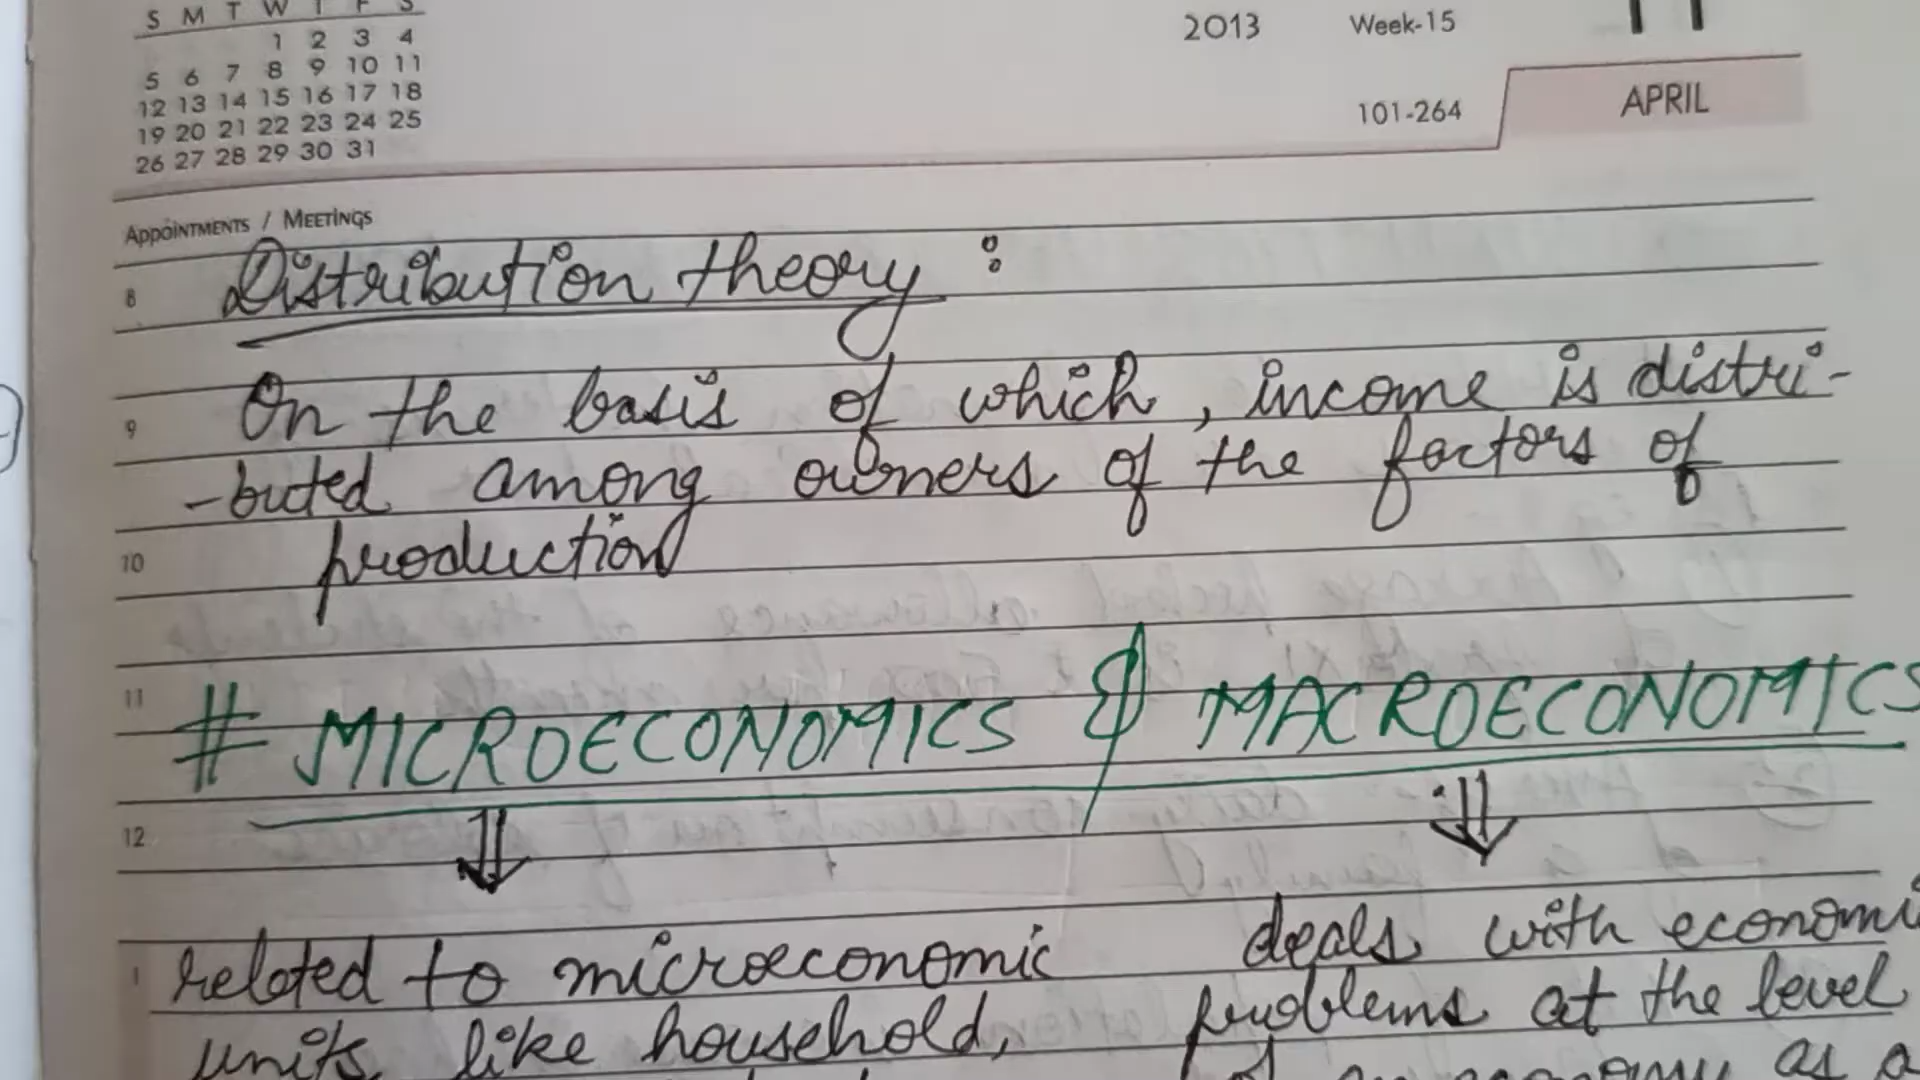 S M T W T F S
1 2 3 4
5 6 7 8 9 10 11
12 13 14 15 16 17 18
19 20 21 22 23 24 25
26 27 28 29 30 31
2013 Week-15
101-264 APRIL
Appointments / Meetings
8 Distribution theory :
9 On the basis of which, income is distri-
-buted among owners of the factors of
10 production
11 # MICROECONOMICS & MACROECONOMICS
12
1 related to microeconomic deals with economi
units like household, problems at the level
of an economy as a